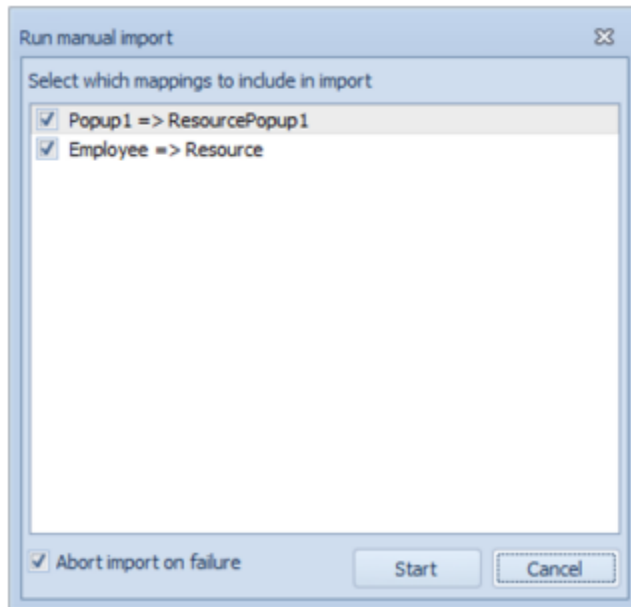 Run manual import
Select which mappings to include in import
Popup1 => ResourcePopup1
Employee => Resource
Abort import on failure
Start
Cancel